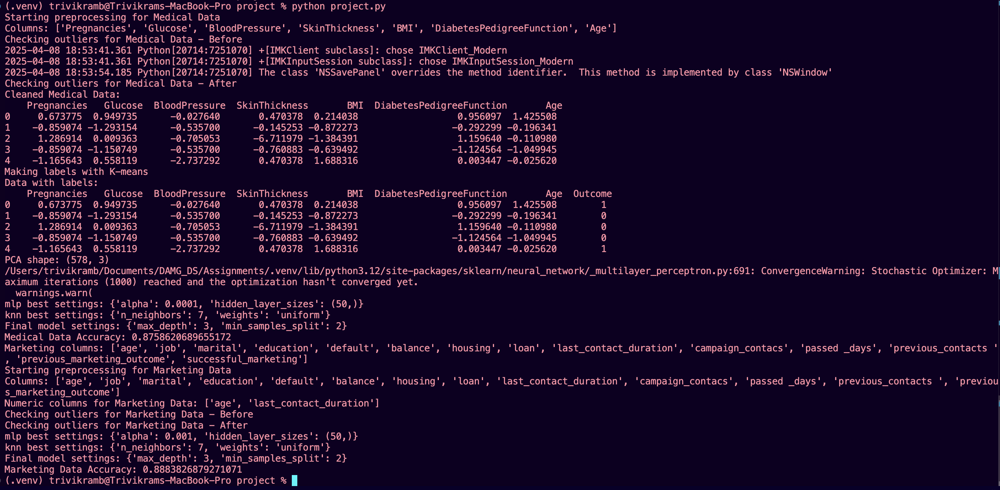 (.venv) trivikramb@Trivikrams-MacBook-Pro project % python project.py
Starting preprocessing for Medical Data
Columns: ['Pregnancies', 'Glucose', 'BloodPressure', 'SkinThickness', 'BMI', 'DiabetesPedigreeFunction', 'Age']
Checking outliers for Medical Data - Before
2025-04-08 18:53:41.361 Python[20714:7251070] +[IMKClient subclass]: chose IMKClient_Modern
2025-04-08 18:53:41.361 Python[20714:7251070] +[IMKInputSession subclass]: chose IMKInputSession_Modern
2025-04-08 18:53:54.185 Python[20714:7251070] The class 'NSSavePanel' overrides the method identifier.  This method is implemented by class 'NSWindow'
Checking outliers for Medical Data - After
Cleaned Medical Data:
    Pregnancies   Glucose  BloodPressure  SkinThickness       BMI  DiabetesPedigreeFunction       Age
0      0.673775  0.949735      -0.027640       0.470378  0.214038                  0.956097  1.425508
1     -0.859074 -1.293154      -0.535700      -0.145253 -0.872273                 -0.292299 -0.196341
2      1.286914  0.009363      -0.705053      -6.711979 -1.384391                  1.159640 -0.110980
3     -0.859074 -1.150749      -0.535700      -0.760883 -0.639492                 -1.124564 -1.049945
4     -1.165643  0.558119      -2.737292       0.470378  1.688316                  0.003447 -0.025620
Making labels with K-means
Data with labels:
    Pregnancies   Glucose  BloodPressure  SkinThickness       BMI  DiabetesPedigreeFunction       Age  Outcome
0      0.673775  0.949735      -0.027640       0.470378  0.214038                  0.956097  1.425508        1
1     -0.859074 -1.293154      -0.535700      -0.145253 -0.872273                 -0.292299 -0.196341        0
2      1.286914  0.009363      -0.705053      -6.711979 -1.384391                  1.159640 -0.110980        0
3     -0.859074 -1.150749      -0.535700      -0.760883 -0.639492                 -1.124564 -1.049945        0
4     -1.165643  0.558119      -2.737292       0.470378  1.688316                  0.003447 -0.025620        1
PCA shape: (578, 3)
/Users/trivikramb/Documents/DAMG_DS/Assignments/.venv/lib/python3.12/site-packages/sklearn/neural_network/_multilayer_perceptron.py:691: ConvergenceWarning: Stochastic Optimizer: M
aximum iterations (1000) reached and the optimization hasn't converged yet.
  warnings.warn(
mlp best settings: {'alpha': 0.0001, 'hidden_layer_sizes': (50,)}
knn best settings: {'n_neighbors': 7, 'weights': 'uniform'}
Final model settings: {'max_depth': 3, 'min_samples_split': 2}
Medical Data Accuracy: 0.8758620689655172
Marketing columns: ['age', 'job', 'marital', 'education', 'default', 'balance', 'housing', 'loan', 'last_contact_duration', 'campaign_contacs', 'passed _days', 'previous_contacts '
, 'previous_marketing_outcome', 'successful_marketing']
Starting preprocessing for Marketing Data
Columns: ['age', 'job', 'marital', 'education', 'default', 'balance', 'housing', 'loan', 'last_contact_duration', 'campaign_contacs', 'passed _days', 'previous_contacts ', 'previou
s_marketing_outcome']
Numeric columns for Marketing Data: ['age', 'last_contact_duration']
Checking outliers for Marketing Data - Before
Checking outliers for Marketing Data - After
mlp best settings: {'alpha': 0.001, 'hidden_layer_sizes': (50,)}
knn best settings: {'n_neighbors': 7, 'weights': 'uniform'}
Final model settings: {'max_depth': 3, 'min_samples_split': 2}
Marketing Data Accuracy: 0.8883826879271071
(.venv) trivikramb@Trivikrams-MacBook-Pro project %